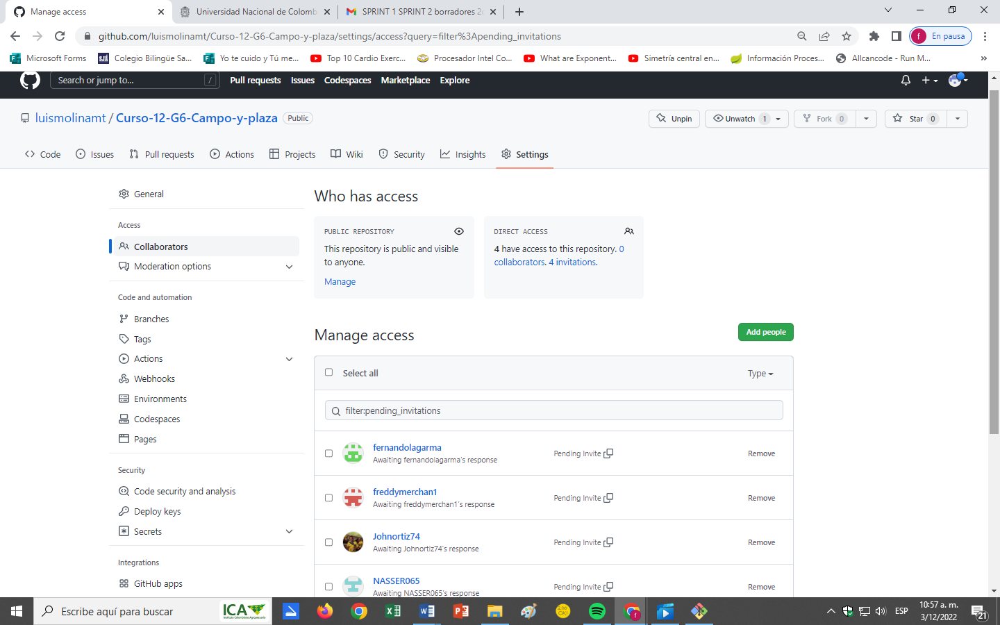 Manage access
Universidad Nacional de Colomb
SPRINT 1 SPRINT 2 borradores 2
github.com/luismolinamt/Curso-12-G6-Campo-y-plaza/settings/access?query=filter%3Apending_invitations
f En pausa
Microsoft Forms
Colegio Bilingüe Sa...
Yo te cuido y Tú me...
Top 10 Cardio Exerc...
Procesador Intel Co...
What are Exponent...
Simetría central en...
Información Proces...
Allcancode - Run M...
Search or jump to... /
Pull requests Issues Codespaces Marketplace Explore
luismolinamt / Curso-12-G6-Campo-y-plaza Public
Unpin
Unwatch 1
Fork 0
Star 0
Code Issues Pull requests Actions Projects Wiki Security Insights Settings
General
Access
Collaborators
Moderation options
Code and automation
Branches
Tags
Actions
Webhooks
Environments
Codespaces
Pages
Security
Code security and analysis
Deploy keys
Secrets
Integrations
GitHub apps
Who has access
PUBLIC REPOSITORY
This repository is public and visible
to anyone.
Manage
DIRECT ACCESS
4 have access to this repository. 0
collaborators. 4 invitations.
Manage access
Add people
Select all
Type
filter:pending_invitations
fernandolagarma
Awaiting fernandolagarma's response
Pending Invite
Remove
freddymerchan1
Awaiting freddymerchan1's response
Pending Invite
Remove
Johnortiz74
Awaiting Johnortiz74's response
Pending Invite
Remove
NASSER065
Awaiting NASSER065's response
Pending Invite
Remove
Escribe aquí para buscar
ICA
ESP
10:57 a. m.
3/12/2022
21